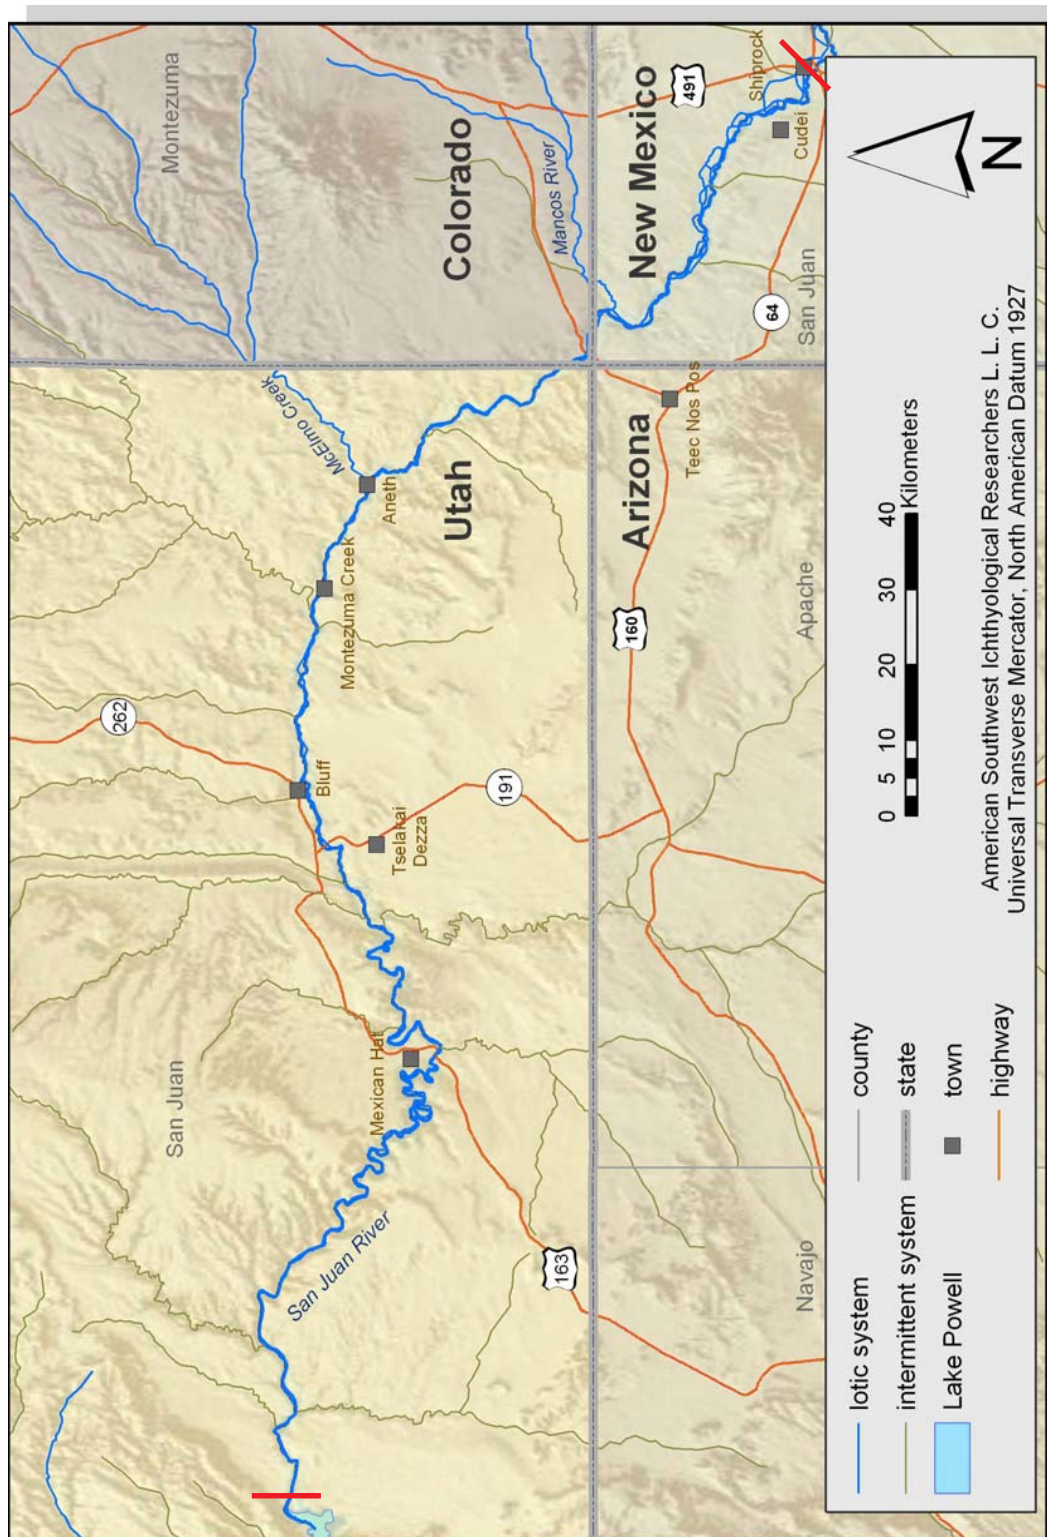 Montezuma
Colorado
Mancos River
New Mexico
491
Shiprock
Cudei
64
San Juan
McElmo Creek
Aneth
Utah
Montezuma Creek
262
Bluff
Tselakai
Dezza
191
Arizona
Teec Nos Pos
160
Apache
San Juan
Mexican Hat
San Juan River
163
Navajo
N
0 5 10 20 30 40
Kilometers
lotic system
intermittent system
Lake Powell
county
state
town
highway
American Southwest Ichthyological Researchers L. L. C.
Universal Transverse Mercator, North American Datum 1927